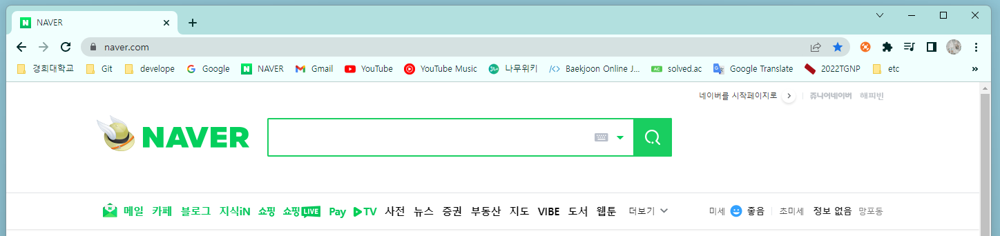 NAVER
naver.com
경희대학교 Git develope Google NAVER Gmail YouTube YouTube Music 나무위키 Baekjoon Online J... solved.ac Google Translate 2022TGNP etc
네이버를 시작페이지로 쥬니어네이버 해피빈
NAVER
메일 카페 블로그 지식iN 쇼핑 쇼핑LIVE Pay TV 사전 뉴스 증권 부동산 지도 VIBE 도서 웹툰 더보기 미세 좋음 초미세 정보 없음 망포동